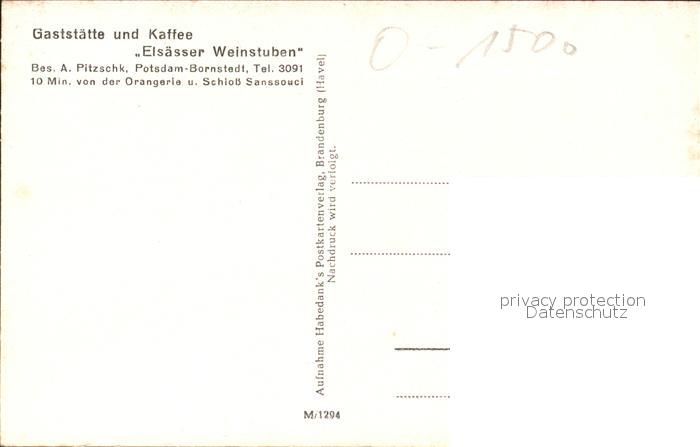 Gaststätte und Kaffee
„Elsässer Weinstuben“
Bes. A. Pitzschk, Potsdam-Bornstedt, Tel. 3091
10 Min. von der Orangerie u. Schloß Sanssouci
Aufnahme Habedank's Postkartenverlag, Brandenburg (Havel)
Nachdruck wird verfolgt.
M/1294
O-1500
privacy protection
Datenschutz